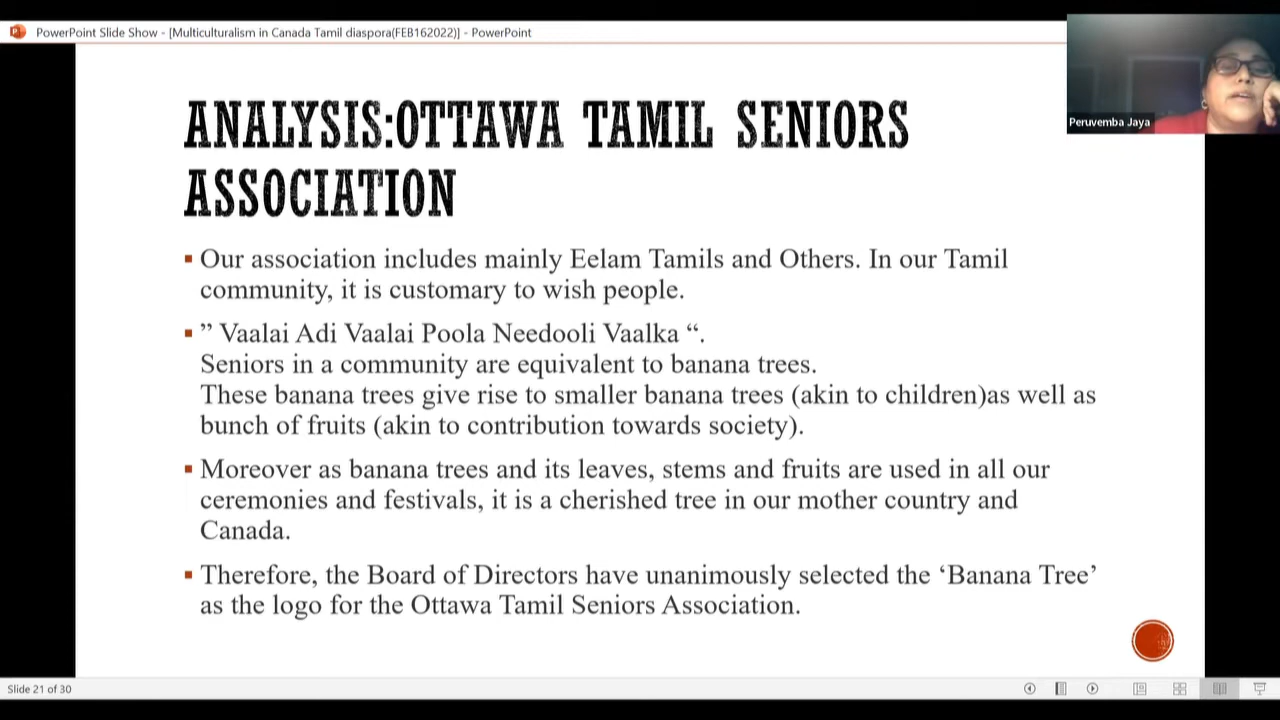 PowerPoint Slide Show - [Multiculturalism in Canada Tamil diaspora(FEB162022)] - PowerPoint
Peruvemba Jaya
ANALYSIS:OTTAWA TAMIL SENIORS
ASSOCIATION
▪ Our association includes mainly Eelam Tamils and Others. In our Tamil
community, it is customary to wish people.
▪ ” Vaalai Adi Vaalai Poola Needooli Vaalka “.
Seniors in a community are equivalent to banana trees.
These banana trees give rise to smaller banana trees (akin to children)as well as
bunch of fruits (akin to contribution towards society).
▪ Moreover as banana trees and its leaves, stems and fruits are used in all our
ceremonies and festivals, it is a cherished tree in our mother country and
Canada.
▪ Therefore, the Board of Directors have unanimously selected the ‘Banana Tree’
as the logo for the Ottawa Tamil Seniors Association.
Slide 21 of 30